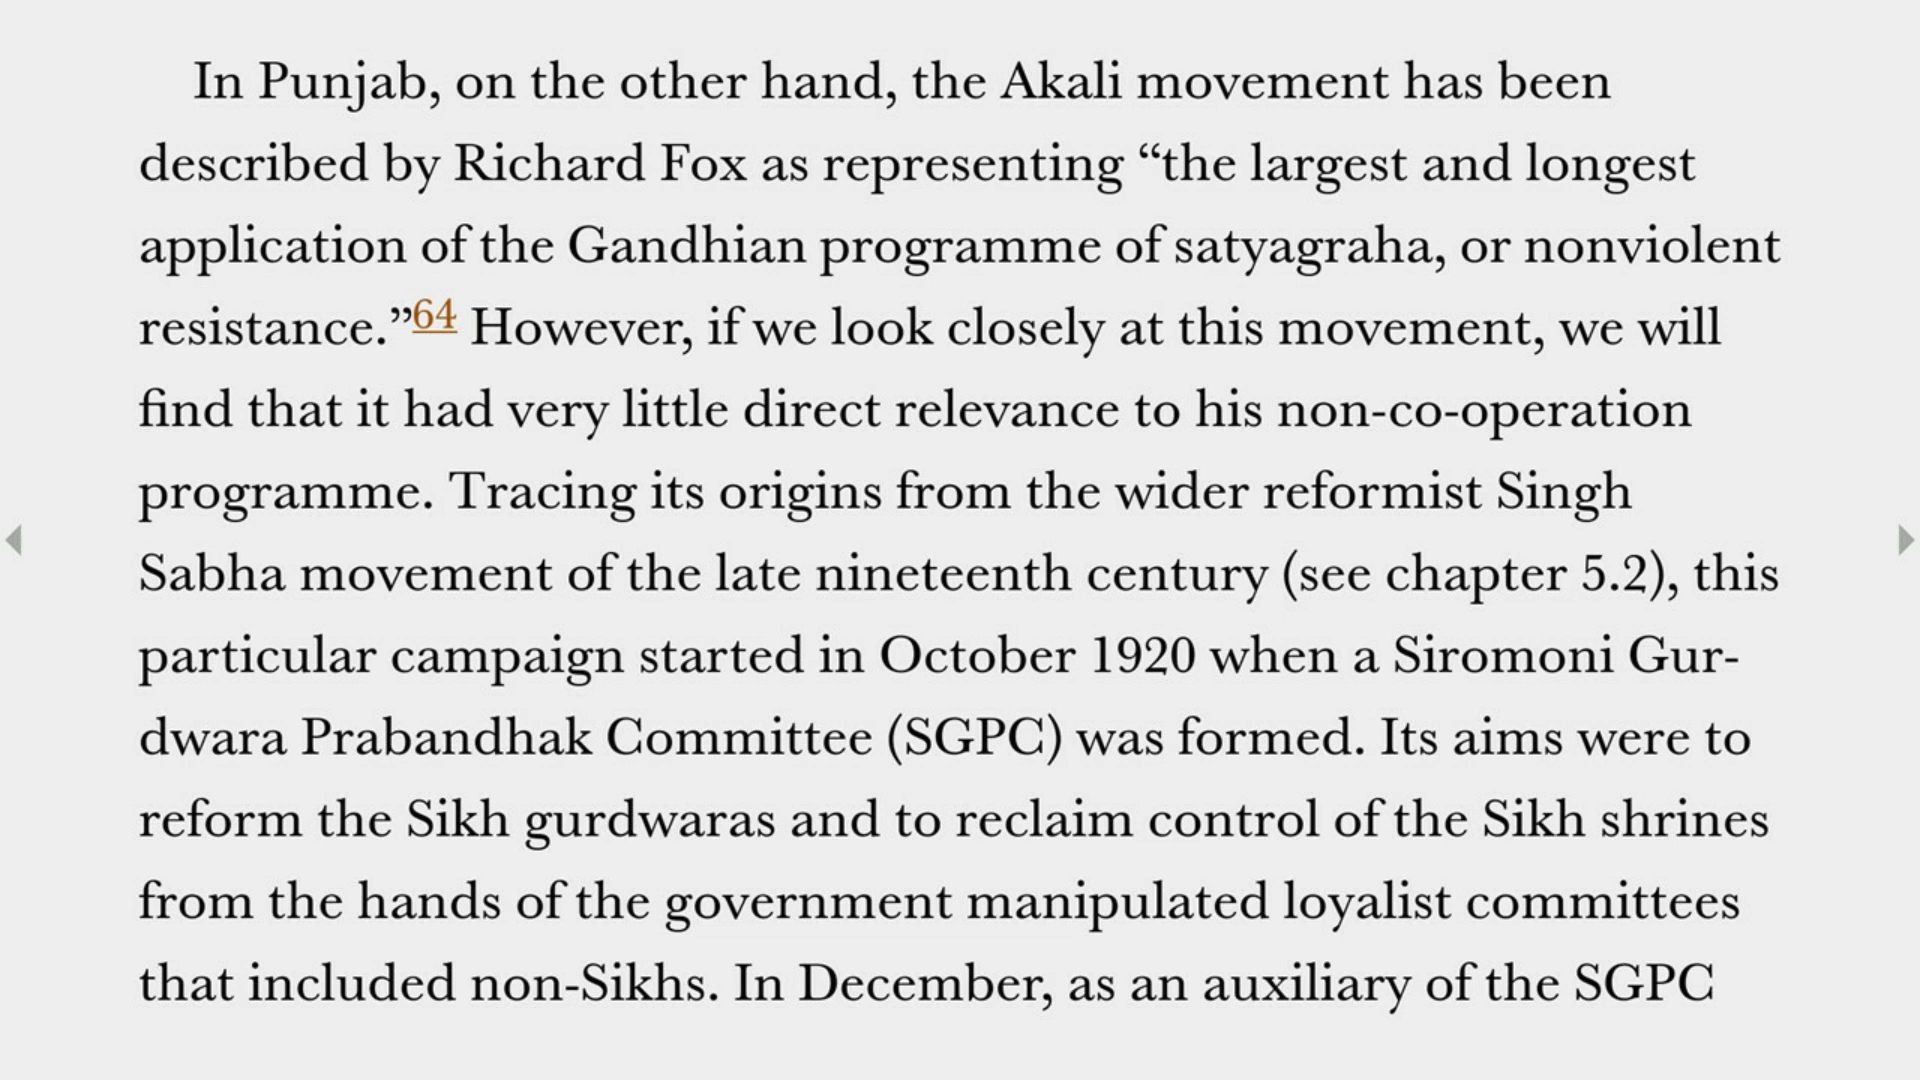 In Punjab, on the other hand, the Akali movement has been
described by Richard Fox as representing “the largest and longest
application of the Gandhian programme of satyagraha, or nonviolent
resistance.”64 However, if we look closely at this movement, we will
find that it had very little direct relevance to his non-co-operation
programme. Tracing its origins from the wider reformist Singh
Sabha movement of the late nineteenth century (see chapter 5.2), this
particular campaign started in October 1920 when a Siromoni Gur-
dwara Prabandhak Committee (SGPC) was formed. Its aims were to
reform the Sikh gurdwaras and to reclaim control of the Sikh shrines
from the hands of the government manipulated loyalist committees
that included non-Sikhs. In December, as an auxiliary of the SGPC